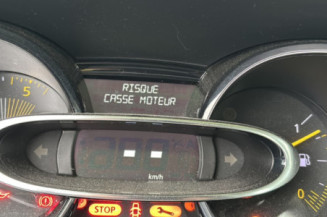 RISQUE
CASSE MOTEUR
5
1
-- 
km/h
0
STOP